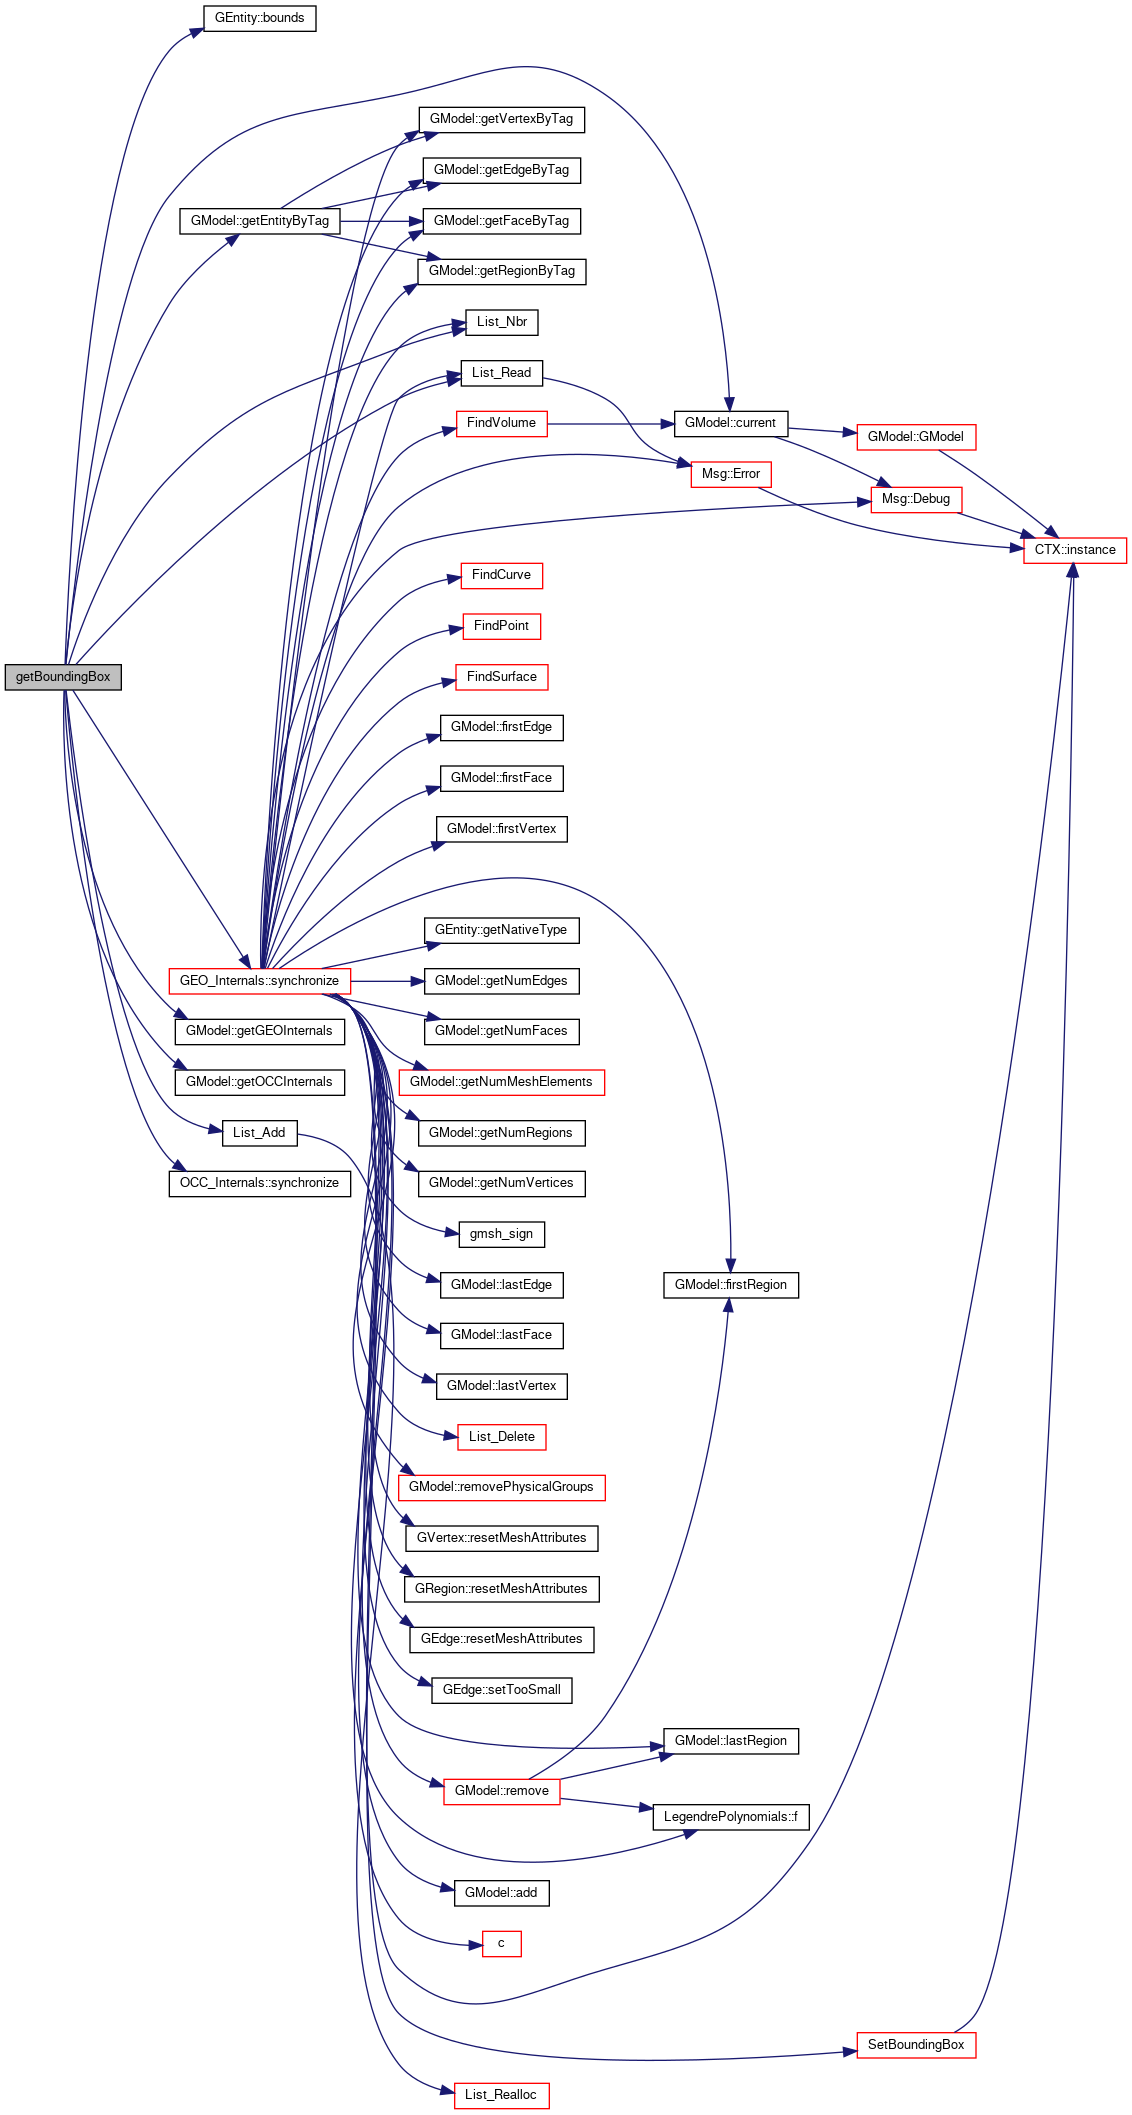 GEntity::bounds
GModel::getVertexByTag
GModel::getEdgeByTag
GModel::getEntityByTag
GModel::getFaceByTag
GModel::getRegionByTag
List_Nbr
List_Read
FindVolume
GModel::current
GModel::GModel
Msg::Error
Msg::Debug
CTX::instance
FindCurve
FindPoint
getBoundingBox
FindSurface
GModel::firstEdge
GModel::firstFace
GModel::firstVertex
GEntity::getNativeType
GEO_Internals::synchronize
GModel::getNumEdges
GModel::getGEOInternals
GModel::getNumFaces
GModel::getOCCInternals
GModel::getNumMeshElements
List_Add
GModel::getNumRegions
OCC_Internals::synchronize
GModel::getNumVertices
gmsh_sign
GModel::lastEdge
GModel::firstRegion
GModel::lastFace
GModel::lastVertex
List_Delete
GModel::removePhysicalGroups
GVertex::resetMeshAttributes
GRegion::resetMeshAttributes
GEdge::resetMeshAttributes
GEdge::setTooSmall
GModel::lastRegion
GModel::remove
LegendrePolynomials::f
GModel::add
c
SetBoundingBox
List_Realloc